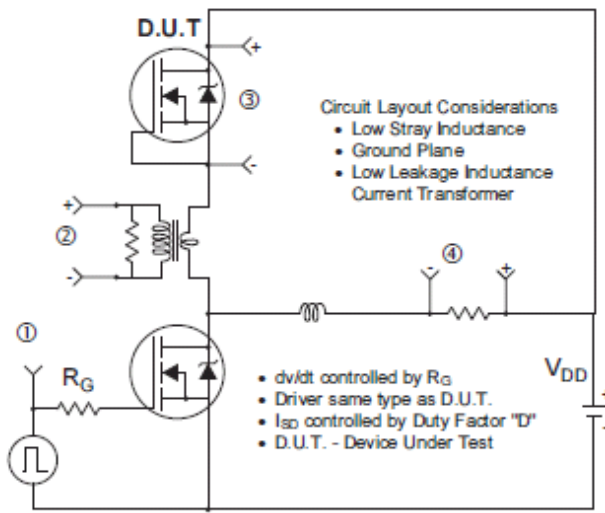 D.U.T
+
③
-
Circuit Layout Considerations
• Low Stray Inductance
• Ground Plane
• Low Leakage Inductance
Current Transformer
+
②
-
④
- +
①
RG
VDD
+
-
• dv/dt controlled by RG
• Driver same type as D.U.T.
• ISD controlled by Duty Factor "D"
• D.U.T. - Device Under Test